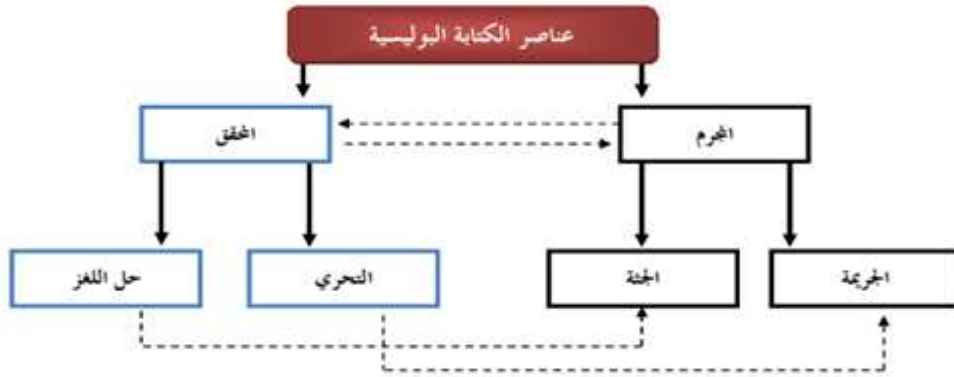 عناصر الكتابة البوليسية
المجرم
المحقق
الجريمة
الجثة
التحري
حل اللغز